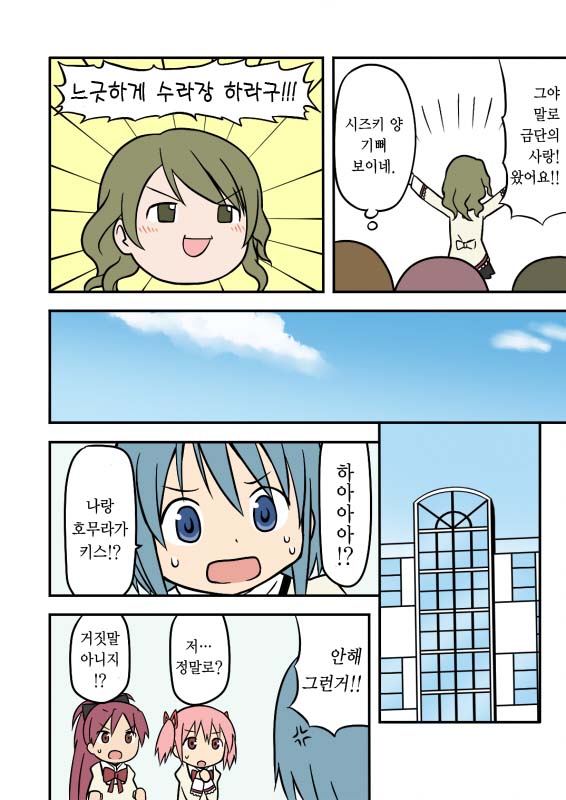 그야
말로
금단의
사랑!
왔어요!!
시즈키 양
기뻐
보이네.
느긋하게 수라장 하라구!!!
하아아아!?
나랑
호무라가
키스!?
안해
그런거!!
저…
정말로?
거짓말
아니지
!?